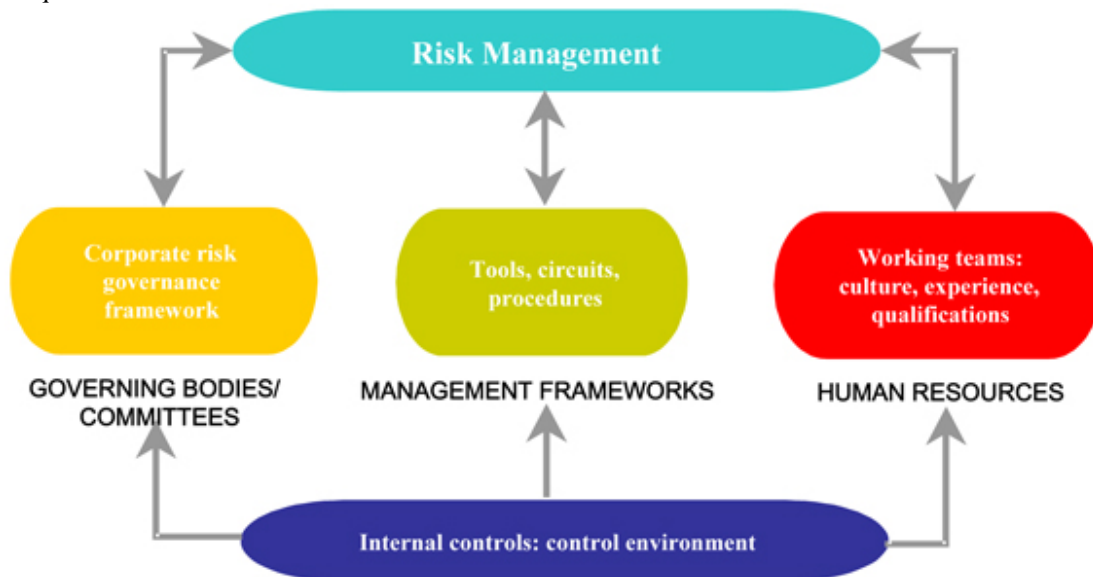 Risk Management
Corporate risk
governance
framework
Tools, circuits,
procedures
Working teams:
culture, experience,
qualifications
GOVERNING BODIES/
COMMITTEES
MANAGEMENT FRAMEWORKS
HUMAN RESOURCES
Internal controls: control environment